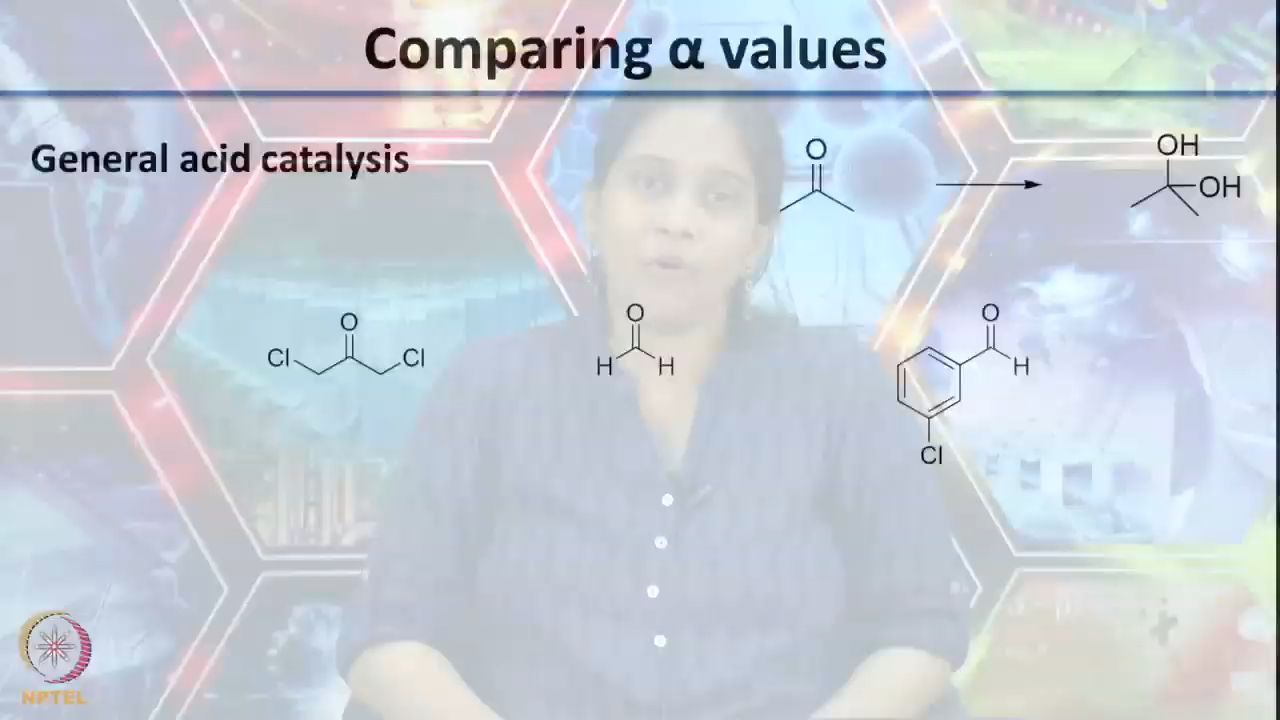 Comparing α values
General acid catalysis
O
OH
OH
O
Cl
Cl
O
H
H
O
H
Cl
NPTEL